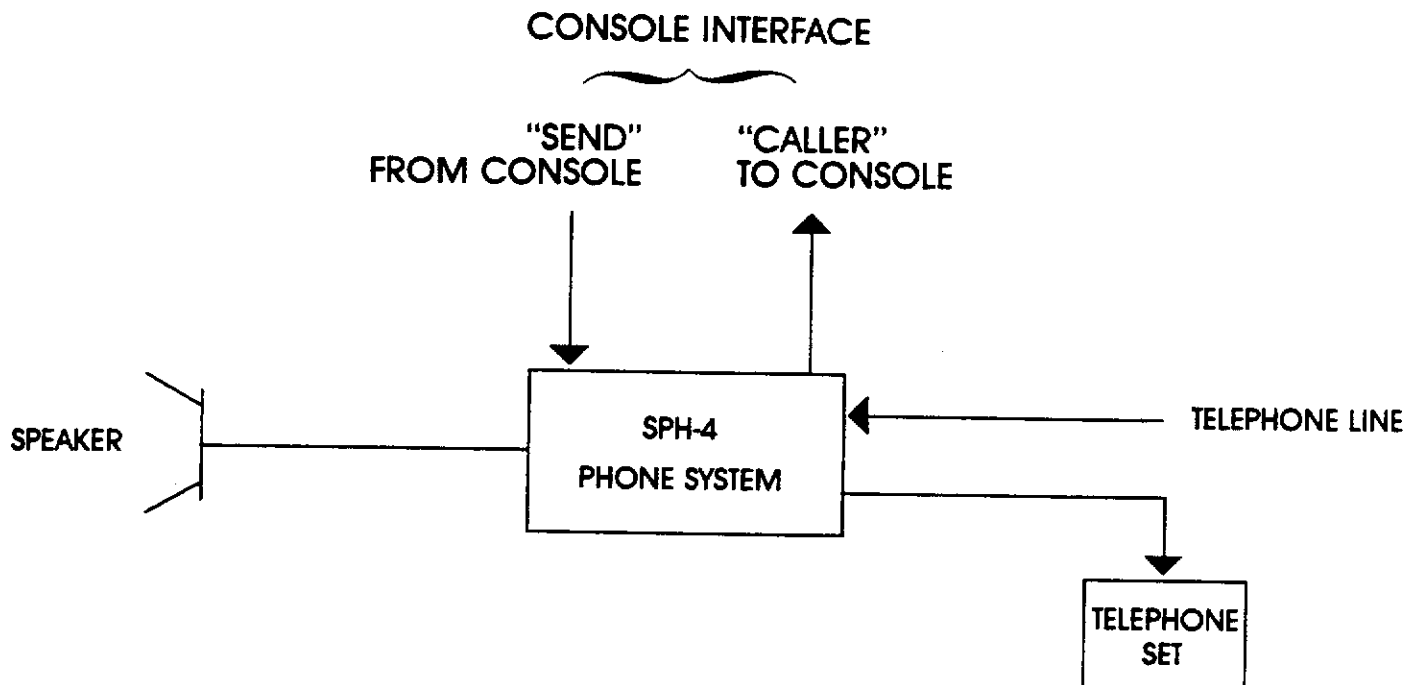 CONSOLE INTERFACE
"SEND"
FROM CONSOLE
"CALLER"
TO CONSOLE
SPEAKER
SPH-4
PHONE SYSTEM
TELEPHONE LINE
TELEPHONE
SET